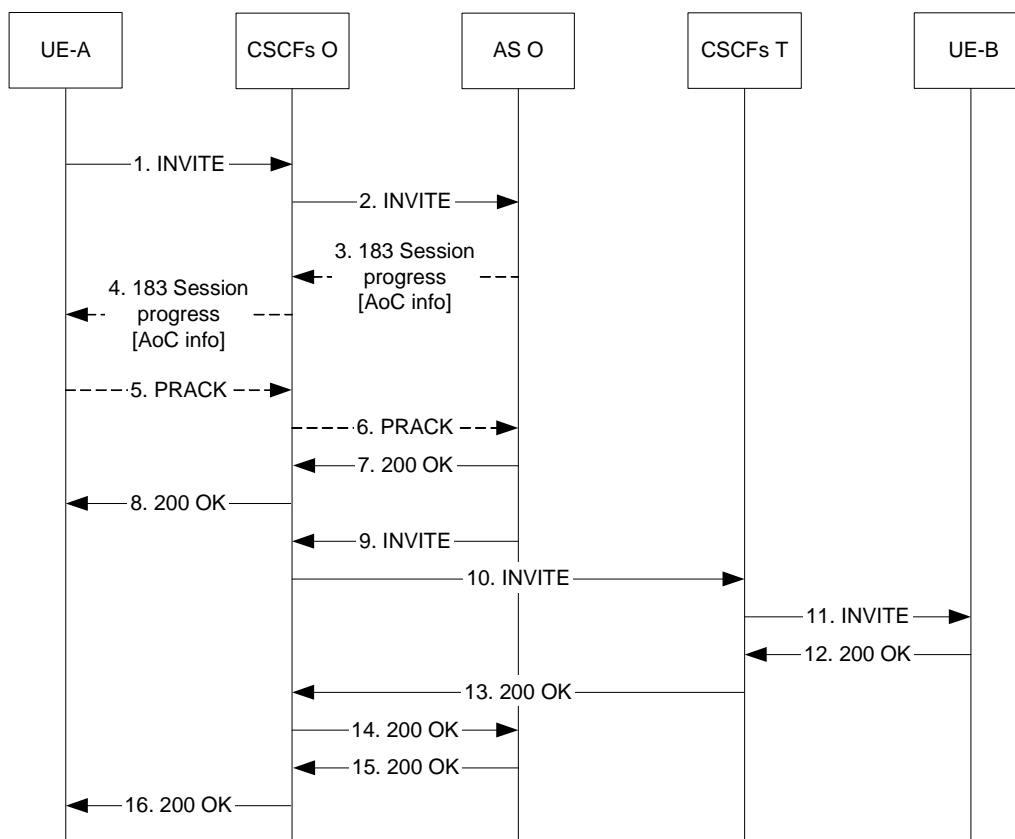 UE-A
CSCFs O
AS O
CSCFs T
UE-B
1. INVITE
2. INVITE
3. 183 Session
progress
[AoC info]
4. 183 Session
progress
[AoC info]
5. PRACK
6. PRACK
7. 200 OK
8. 200 OK
9. INVITE
10. INVITE
11. INVITE
12. 200 OK
13. 200 OK
14. 200 OK
15. 200 OK
16. 200 OK